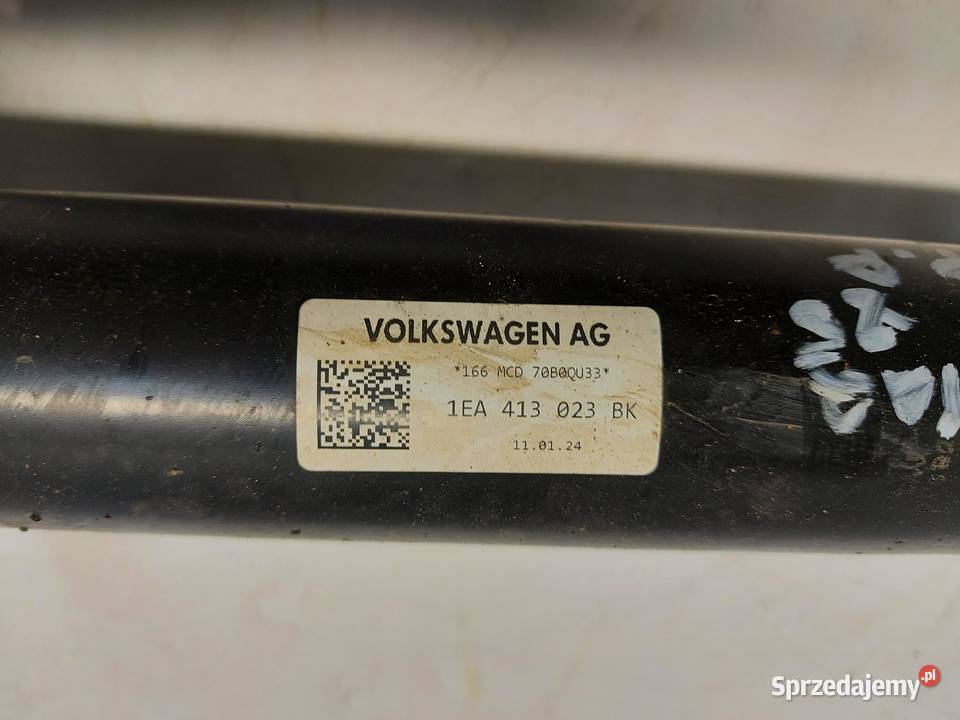 VOLKSWAGEN AG
*166 MCD 70B0QU33*
1EA 413 023 BK
11.01.24
Sprzedajemy.pl